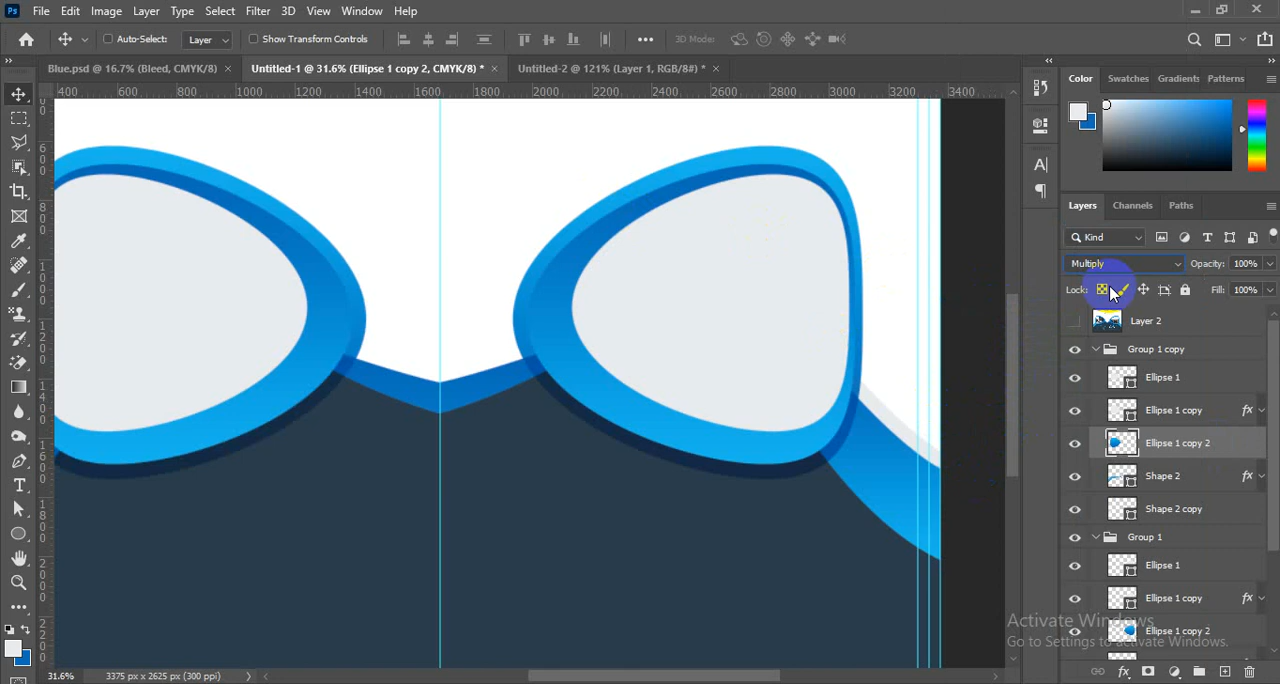 Ps File Edit Image Layer Type Select Filter 3D View Window Help
Auto-Select: Layer Show Transform Controls 3D Mode:
Blue.psd @ 16.7% (Bleed, CMYK/8) × Untitled-1 @ 31.6% (Ellipse 1 copy 2, CMYK/8) * × Untitled-2 @ 121% (Layer 1, RGB/8#) * ×
400 600 800 1000 1200 1400 1600 1800 2000 2200 2400 2600 2800 3000 3200 3400
Color Swatches Gradients Patterns
Layers Channels Paths
Kind
Multiply Opacity: 100%
Lock: Fill: 100%
Layer 2
Group 1 copy
Ellipse 1
Ellipse 1 copy fx
Ellipse 1 copy 2
Shape 2 fx
Shape 2 copy
Group 1
Ellipse 1
Ellipse 1 copy fx
Ellipse 1 copy 2
Activate Windows
Go to Settings to activate Windows.
31.6% 3375 px x 2625 px (300 ppi)